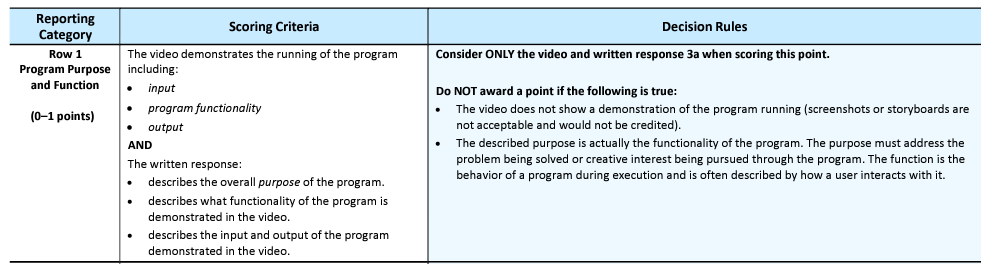 Reporting
Category
Scoring Criteria
Decision Rules
Row 1
Program Purpose
and Function
(0–1 points)
The video demonstrates the running of the program
including:
• input
• program functionality
• output
AND
The written response:
• describes the overall purpose of the program.
• describes what functionality of the program is
demonstrated in the video.
• describes the input and output of the program
demonstrated in the video.
Consider ONLY the video and written response 3a when scoring this point.
Do NOT award a point if the following is true:
• The video does not show a demonstration of the program running (screenshots or storyboards are
not acceptable and would not be credited).
• The described purpose is actually the functionality of the program. The purpose must address the
problem being solved or creative interest being pursued through the program. The function is the
behavior of a program during execution and is often described by how a user interacts with it.